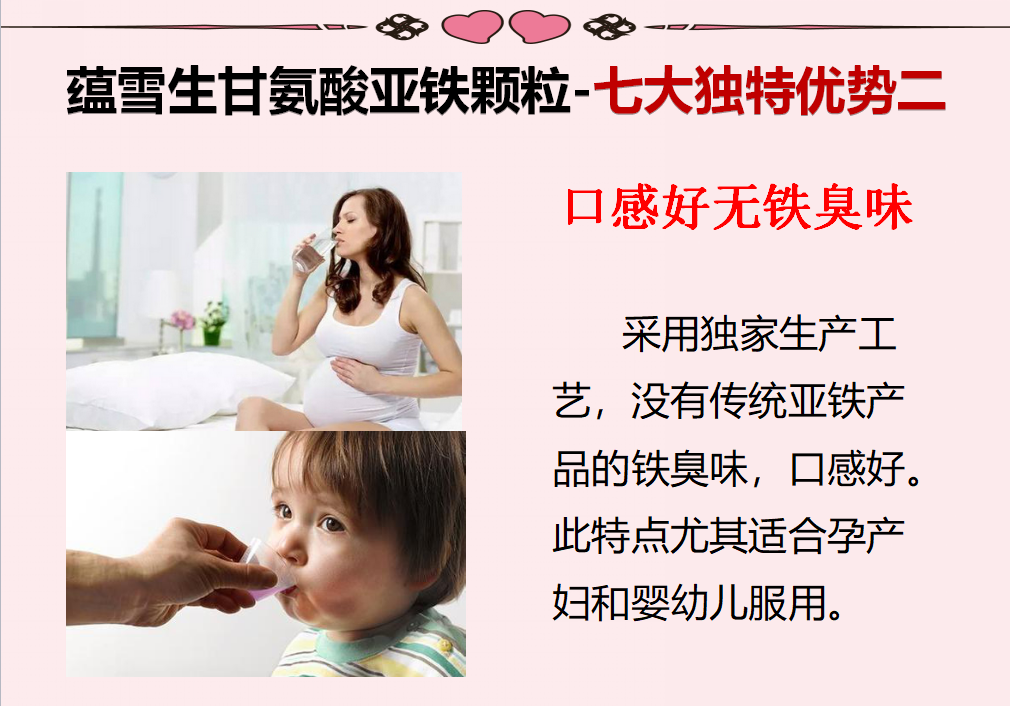 蕴雪生甘氨酸亚铁颗粒-七大独特优势二
口感好无铁臭味
采用独家生产工
艺，没有传统亚铁产
品的铁臭味，口感好。
此特点尤其适合孕产
妇和婴幼儿服用。